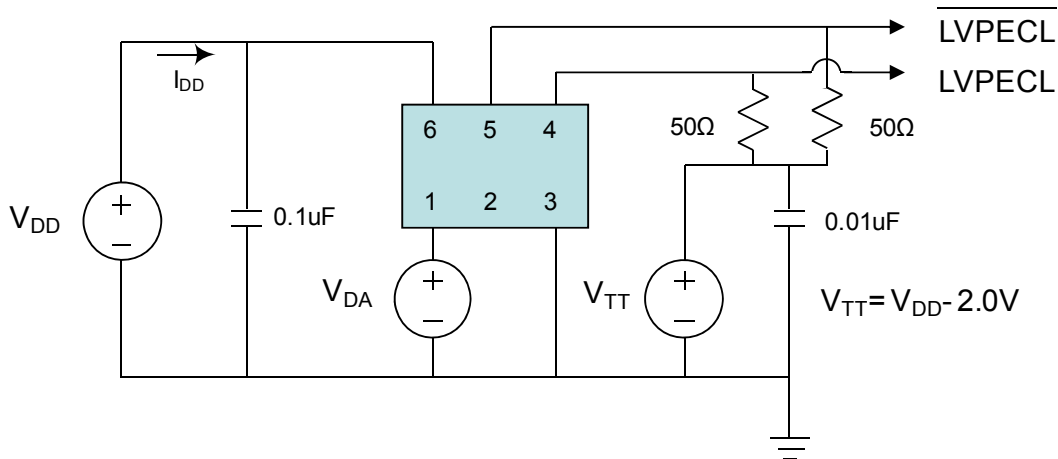 LVPECL
I_DD
LVPECL
6 5 4
50Ω
50Ω
1 2 3
V_DD
+
−
0.1uF
0.01uF
V_DA
+
−
V_TT
+
−
V_TT= V_DD- 2.0V